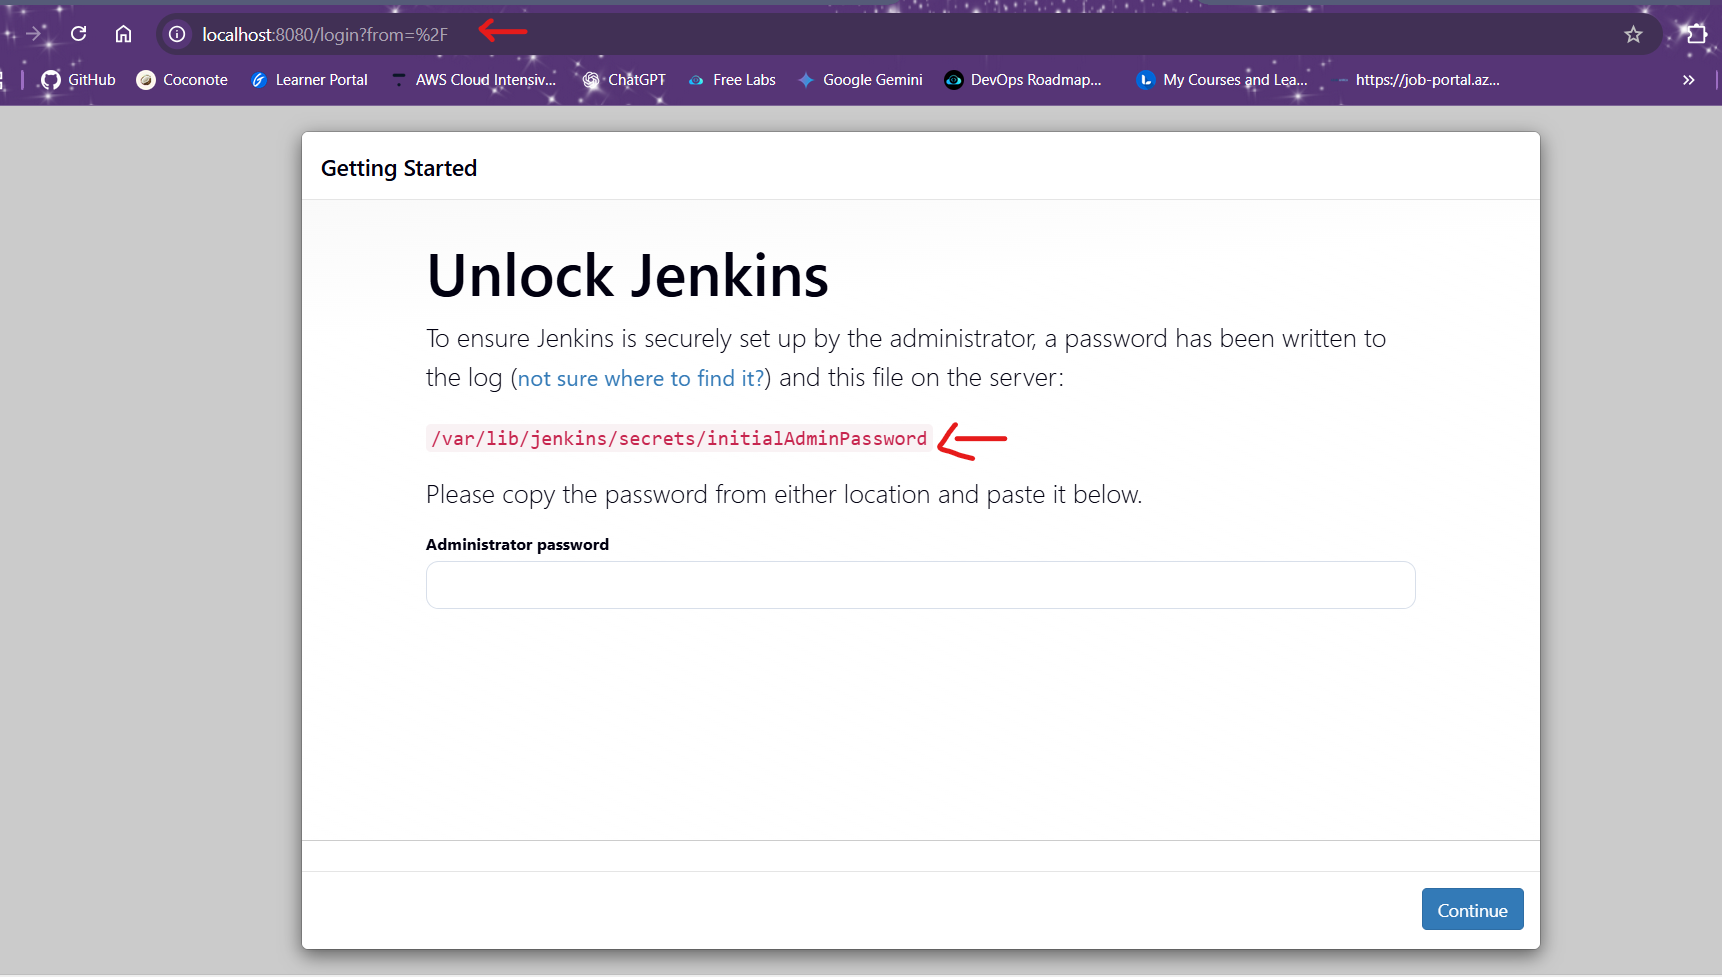 localhost:8080/login?from=%2F
GitHub Coconote Learner Portal AWS Cloud Intensiv... ChatGPT Free Labs Google Gemini DevOps Roadmap... My Courses and Lea... https://job-portal.az...
Getting Started
Unlock Jenkins
To ensure Jenkins is securely set up by the administrator, a password has been written to
the log (not sure where to find it?) and this file on the server:
/var/lib/jenkins/secrets/initialAdminPassword
Please copy the password from either location and paste it below.
Administrator password
Continue